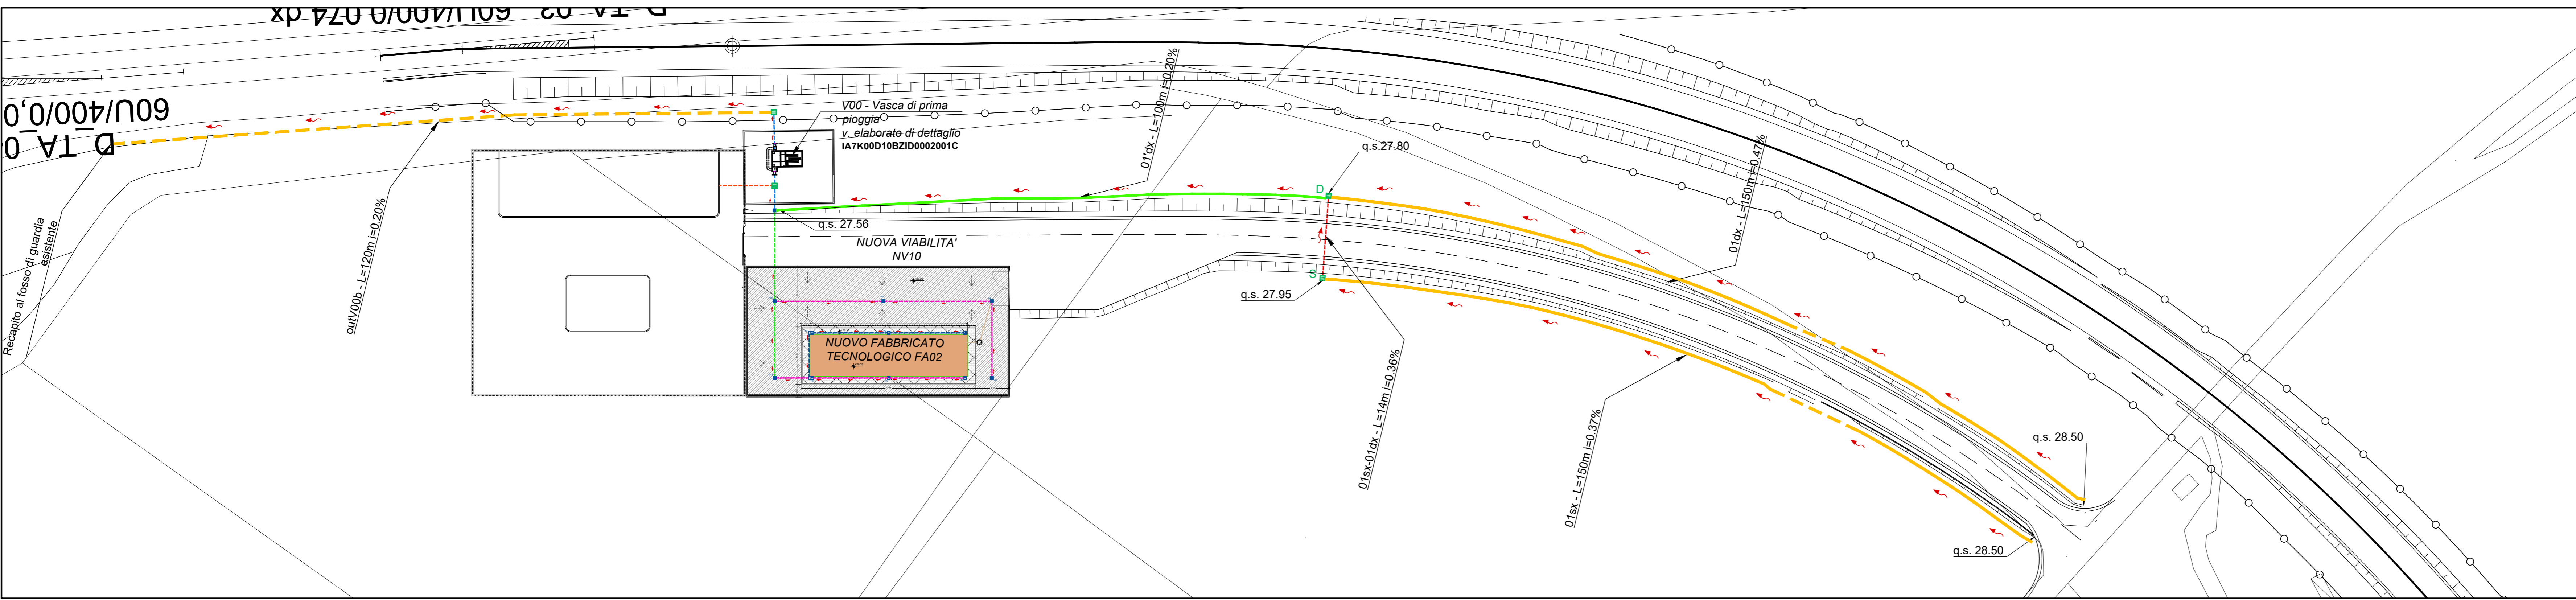 60U/400/0,074 dx
D_TA_03
60U/400/0,0
D_TA_0
V00 - Vasca di prima
pioggia
v. elaborato di dettaglio
IA7K00D10BZID0002001C
01'dx - L=100m i=0.20%
q.s.27.80
D
01dx - L=150m i=0.47%
Recapito al fosso di guardia
esistente
outV00b - L=120m i=0.20%
q.s. 27.56
NUOVA VIABILITA'
NV10
S
q.s. 27.95
NUOVO FABBRICATO
TECNOLOGICO FA02
01sx-01dx - L=14m i=0.36%
01sx - L=150m i=0.37%
q.s. 28.50
q.s. 28.50